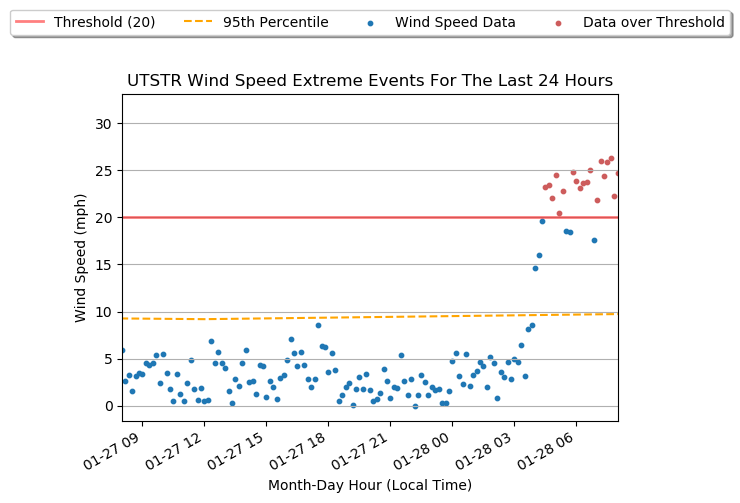 Threshold (20) 95th Percentile Wind Speed Data Data over Threshold
UTSTR Wind Speed Extreme Events For The Last 24 Hours
30
25
20
15
10
5
0
Wind Speed (mph)
01-27 09 01-27 12 01-27 15 01-27 18 01-27 21 01-28 00 01-28 03 01-28 06
Month-Day Hour (Local Time)